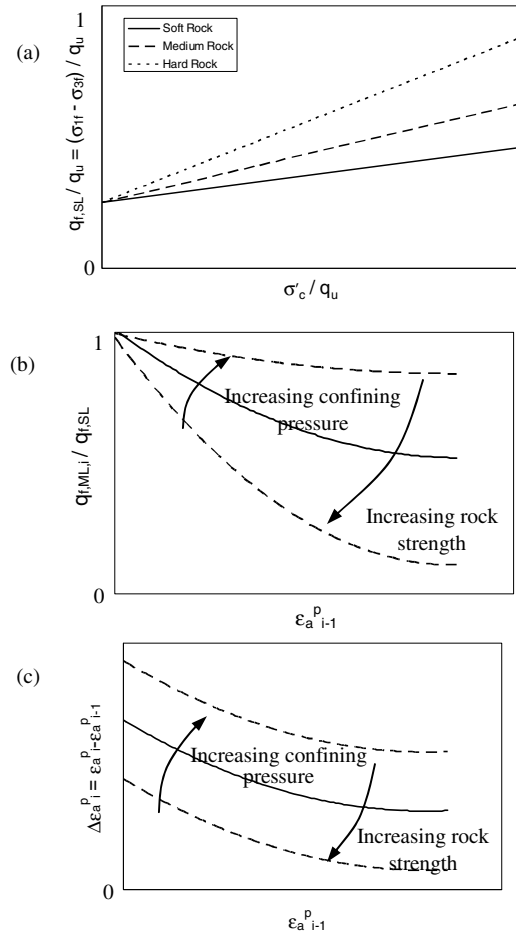 (a)
1
0
q_f,SL / q_u = (σ_1f - σ_3f) / q_u
Soft Rock
Medium Rock
Hard Rock
σ'_c / q_u
(b)
1
0
q_f,ML,i / q_f,SL
Increasing confining
pressure
Increasing rock
strength
ε_a^p_i-1
(c)
0
Δε_a^p_i = ε_a^p_i - ε_a^p_i-1
Increasing confining
pressure
Increasing rock
strength
ε_a^p_i-1